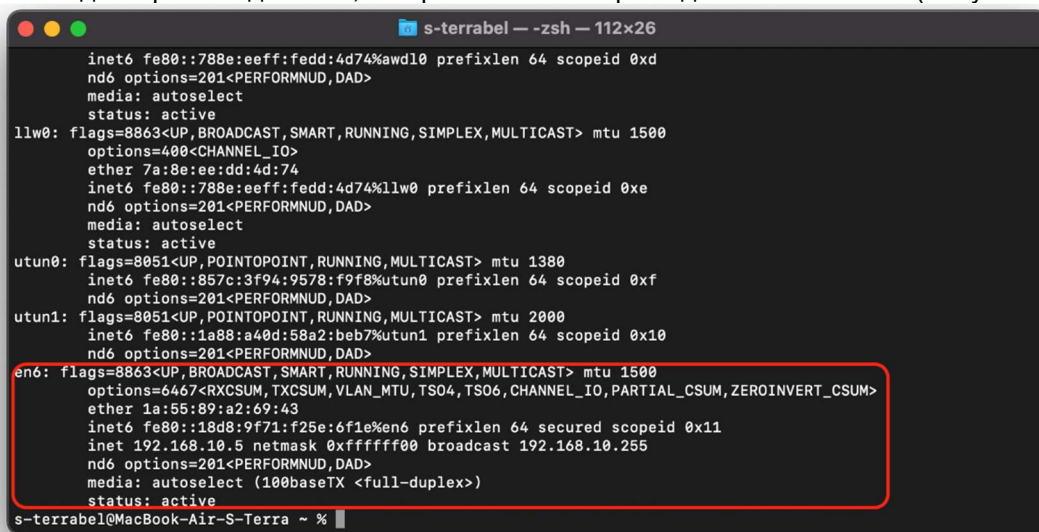 s-terrabel — -zsh — 112×26
inet6 fe80::788e:eeff:fedd:4d74%awdl0 prefixlen 64 scopeid 0xd
nd6 options=201<PERFORMNUD,DAD>
media: autoselect
status: active
llw0: flags=8863<UP,BROADCAST,SMART,RUNNING,SIMPLEX,MULTICAST> mtu 1500
options=400<CHANNEL_IO>
ether 7a:8e:ee:dd:4d:74
inet6 fe80::788e:eeff:fedd:4d74%llw0 prefixlen 64 scopeid 0xe
nd6 options=201<PERFORMNUD,DAD>
media: autoselect
status: active
utun0: flags=8051<UP,POINTOPOINT,RUNNING,MULTICAST> mtu 1380
inet6 fe80::857c:3f94:9578:f9f8%utun0 prefixlen 64 scopeid 0xf
nd6 options=201<PERFORMNUD,DAD>
utun1: flags=8051<UP,POINTOPOINT,RUNNING,MULTICAST> mtu 2000
inet6 fe80::1a88:a40d:58a2:beb7%utun1 prefixlen 64 scopeid 0x10
nd6 options=201<PERFORMNUD,DAD>
en6: flags=8863<UP,BROADCAST,SMART,RUNNING,SIMPLEX,MULTICAST> mtu 1500
options=6467<RXCSUM,TXCSUM,VLAN_MTU,TSO4,TSO6,CHANNEL_IO,PARTIAL_CSUM,ZEROINVERT_CSUM>
ether 1a:55:89:a2:69:43
inet6 fe80::18d8:9f71:f25e:6f1e%en6 prefixlen 64 secured scopeid 0x11
inet 192.168.10.5 netmask 0xffffff00 broadcast 192.168.10.255
nd6 options=201<PERFORMNUD,DAD>
media: autoselect (100baseTX <full-duplex>)
status: active
s-terrabel@MacBook-Air-S-Terra ~ %